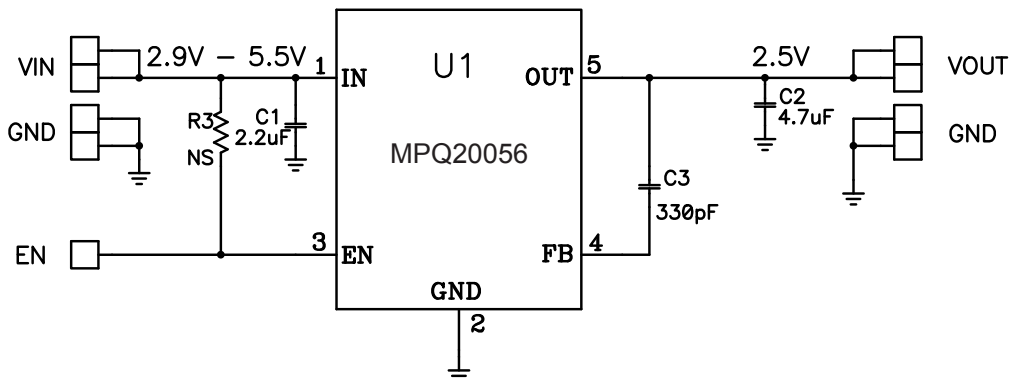 VIN
2.9V – 5.5V
1
IN
U1
OUT
5
2.5V
VOUT
GND
R3
NS
C1
2.2uF
MPQ20056
C2
4.7uF
GND
C3
330pF
EN
3
EN
FB
4
GND
2